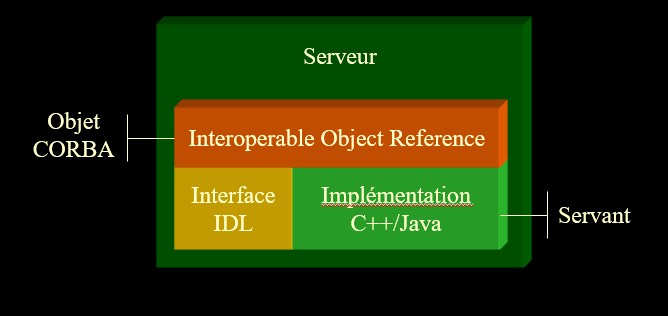 Serveur
Objet
CORBA
Interoperable Object Reference
Interface
IDL
Implémentation
C++/Java
Servant